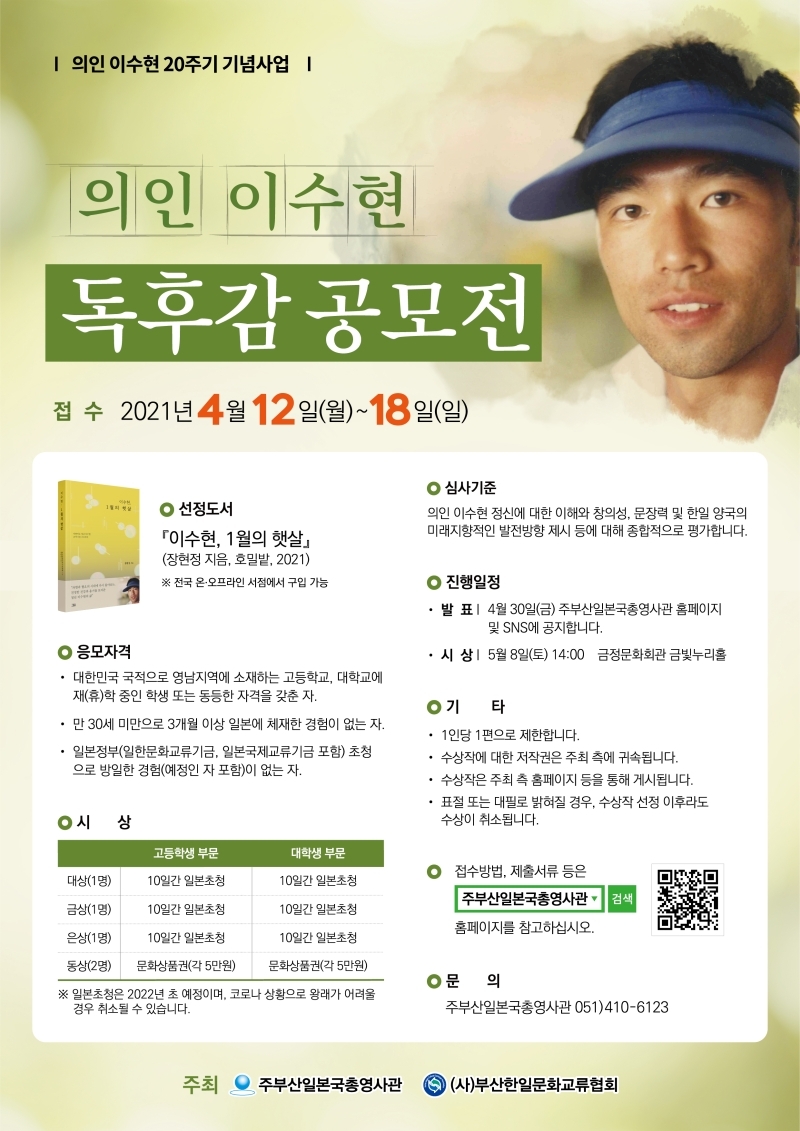 의인 이수현 20주기 기념사업
의인 이수현
독후감 공모전
접 수 2021년 4월 12일(월)~18일(일)
선정도서
『이수현, 1월의 햇살』
(장현정 지음, 호밀밭, 2021)
※ 전국 온·오프라인 서점에서 구입 가능
응모자격
• 대한민국 국적으로 영남지역에 소재하는 고등학교, 대학교에
재(휴)학 중인 학생 또는 동등한 자격을 갖춘 자.
• 만 30세 미만으로 3개월 이상 일본에 체재한 경험이 없는 자.
• 일본정부(일한문화교류기금, 일본국제교류기금 포함) 초청
으로 방일한 경험(예정인 자 포함)이 없는 자.
시 상
고등학생 부문 대학생 부문
대상(1명) 10일간 일본초청 10일간 일본초청
금상(1명) 10일간 일본초청 10일간 일본초청
은상(1명) 10일간 일본초청 10일간 일본초청
동상(2명) 문화상품권(각 5만원) 문화상품권(각 5만원)
※ 일본초청은 2022년 초 예정이며, 코로나 상황으로 왕래가 어려울
경우 취소될 수 있습니다.
심사기준
의인 이수현 정신에 대한 이해와 창의성, 문장력 및 한일 양국의
미래지향적인 발전방향 제시 등에 대해 종합적으로 평가합니다.
진행일정
• 발 표 | 4월 30일(금) 주부산일본국총영사관 홈페이지
및 SNS에 공지합니다.
• 시 상 | 5월 8일(토) 14:00 금정문화회관 금빛누리홀
기 타
• 1인당 1편으로 제한합니다.
• 수상작에 대한 저작권은 주최 측에 귀속됩니다.
• 수상작은 주최 측 홈페이지 등을 통해 게시됩니다.
• 표절 또는 대필로 밝혀질 경우, 수상작 선정 이후라도
수상이 취소됩니다.
접수방법, 제출서류 등은
주부산일본국총영사관 검색
홈페이지를 참고하십시오.
문 의
주부산일본국총영사관 051)410-6123
주최 주부산일본국총영사관 (사)부산한일문화교류협회